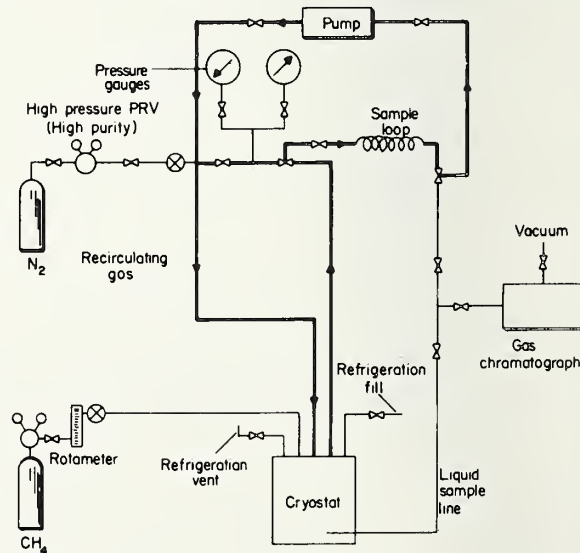 Pump
Pressure
gauges
High pressure PRV
(High purity)
Sample
loop
N2
Recirculating
gas
Vacuum
Gas
chramatograph
Refrigeration
fill
Rotameter
Refrigeration
vent
Cryostat
Liquid
sample
line
CH4